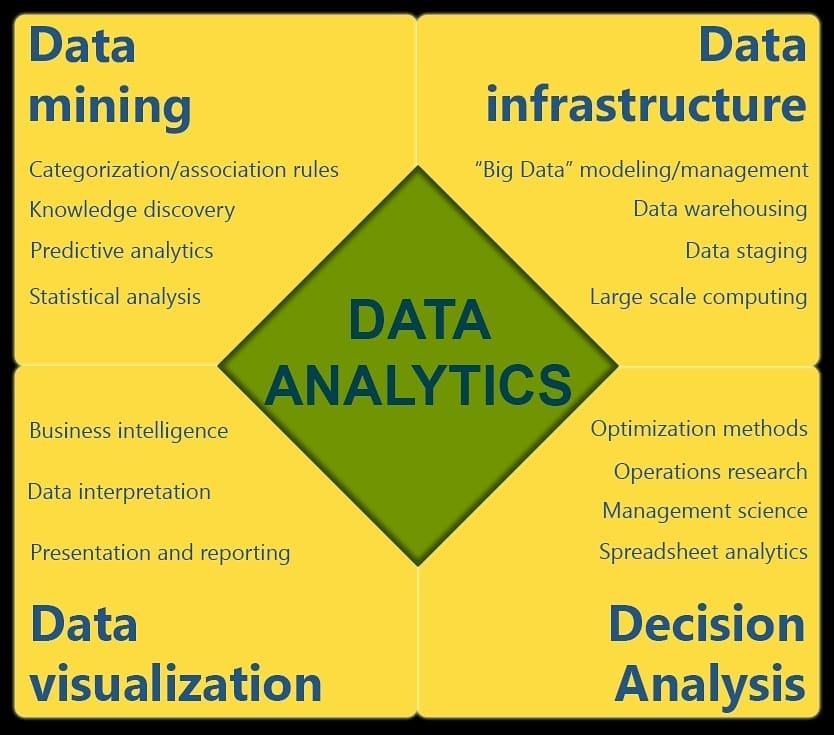 Data
mining
Categorization/association rules
Knowledge discovery
Predictive analytics
Statistical analysis
Data
infrastructure
“Big Data” modeling/management
Data warehousing
Data staging
Large scale computing
DATA
ANALYTICS
Business intelligence
Data interpretation
Presentation and reporting
Data
visualization
Optimization methods
Operations research
Management science
Spreadsheet analytics
Decision
Analysis